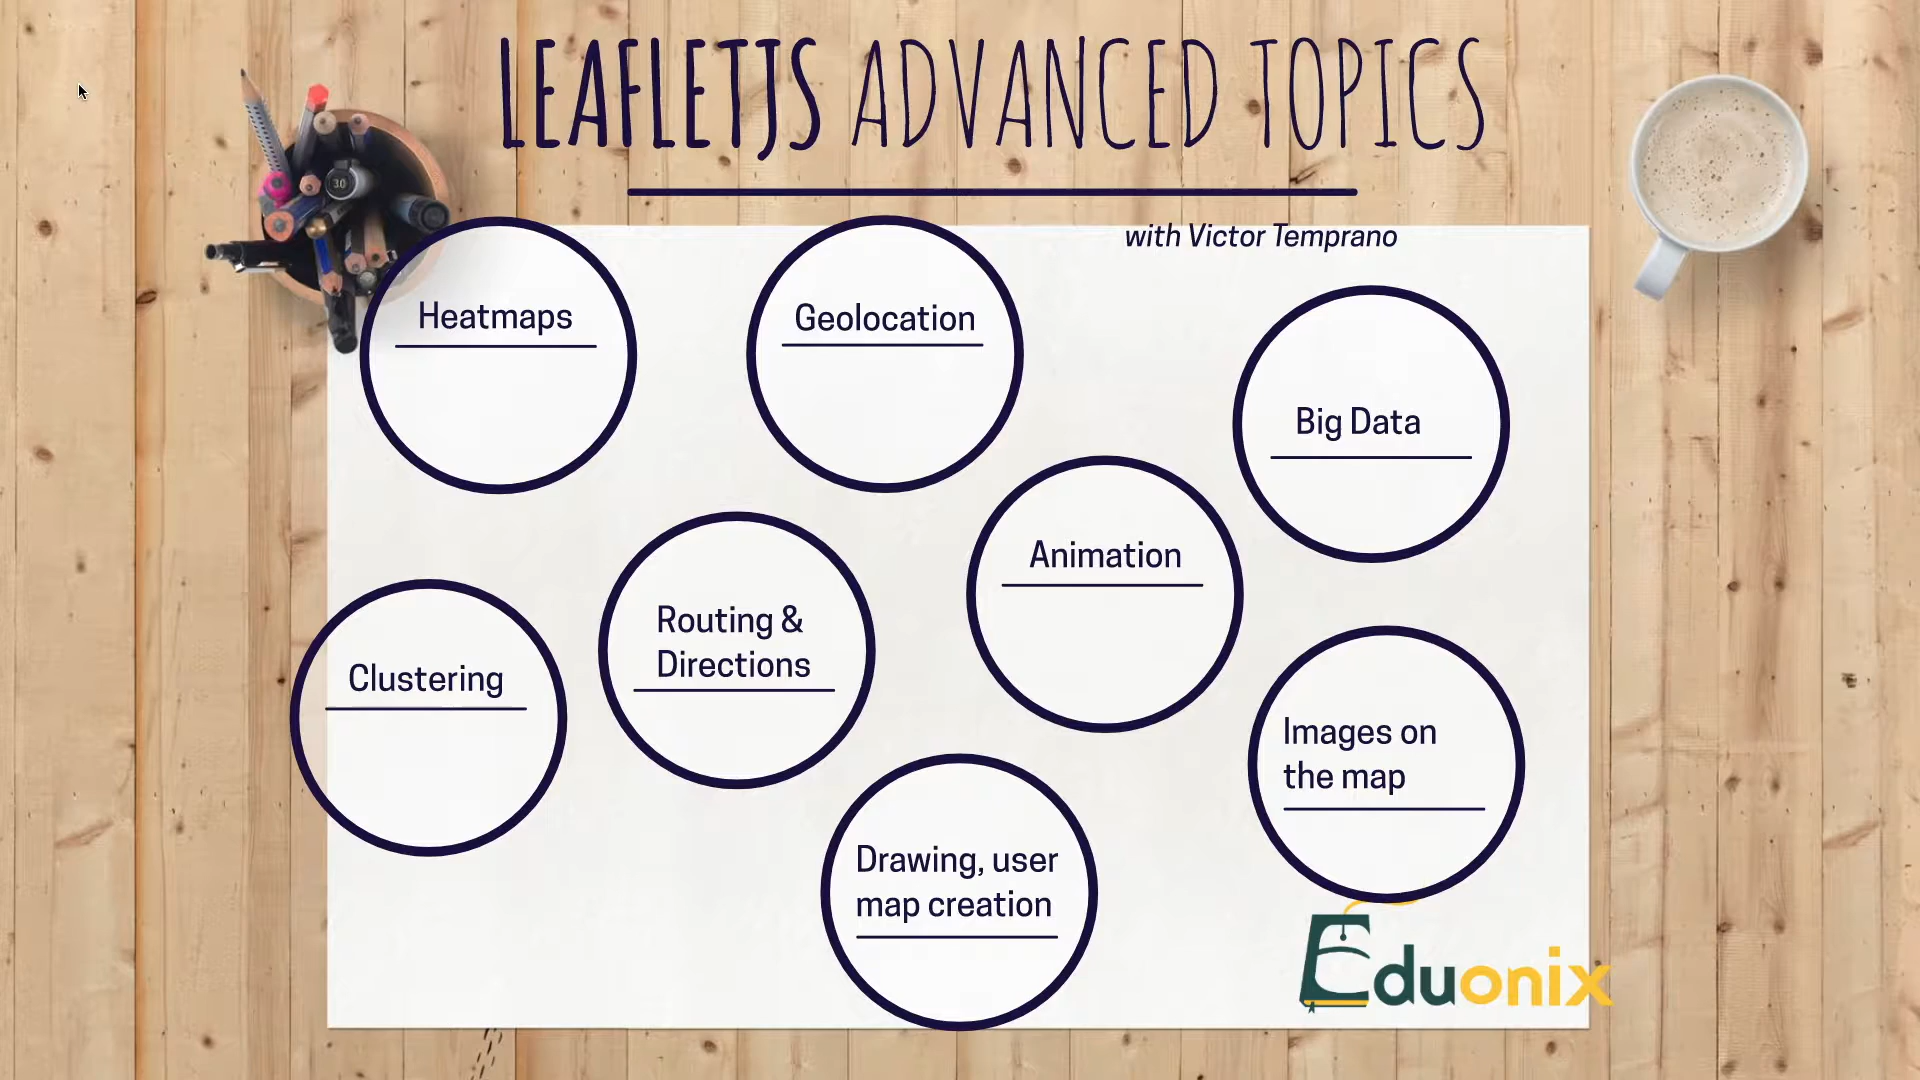 LEAFLETJS ADVANCED TOPICS
with Victor Temprano
30
Heatmaps
Geolocation
Big Data
Animation
Routing &
Directions
Clustering
Images on
the map
Drawing, user
map creation
Eduonix